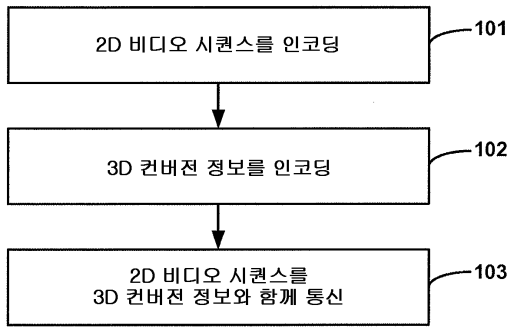 2D 비디오 시퀀스를 인코딩
101
3D 컨버전 정보를 인코딩
102
2D 비디오 시퀀스를
3D 컨버전 정보와 함께 통신
103